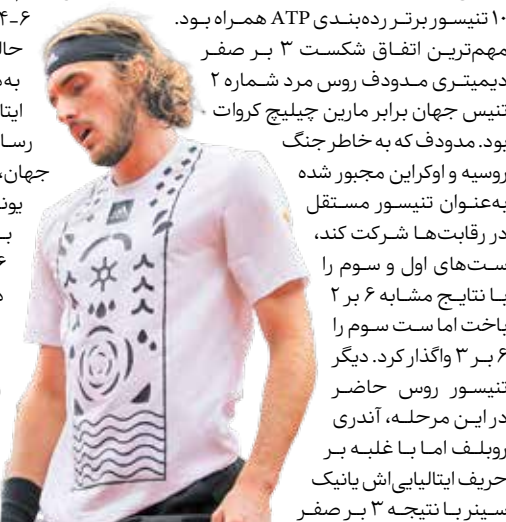 ۱۰ تنیسور برتر رده‌بندی ATP همراه بود.
مهم‌ترین اتفاق شکست ۳ بر صفر
دیمیتری مدودف روس مرد شماره ۲
تنیس جهان برابر مارین چیلیچ کروات
بود. مدودف که به خاطر جنگ
روسیه و اوکراین مجبور شده
به‌عنوان تنیسور مستقل
در رقابت‌ها شرکت کند،
ست‌های اول و سوم را
با نتایج مشابه ۶ بر ۲
باخت اما ست سوم را
۶ بر ۳ واگذار کرد. دیگر
تنیسور روس حاضر
در این مرحله، آندری
روبلف اما با غلبه بر
حریف ایتالیایی‌اش یانیک
سینر با نتیجه ۳ بر صفر
۴-۶
جهان،